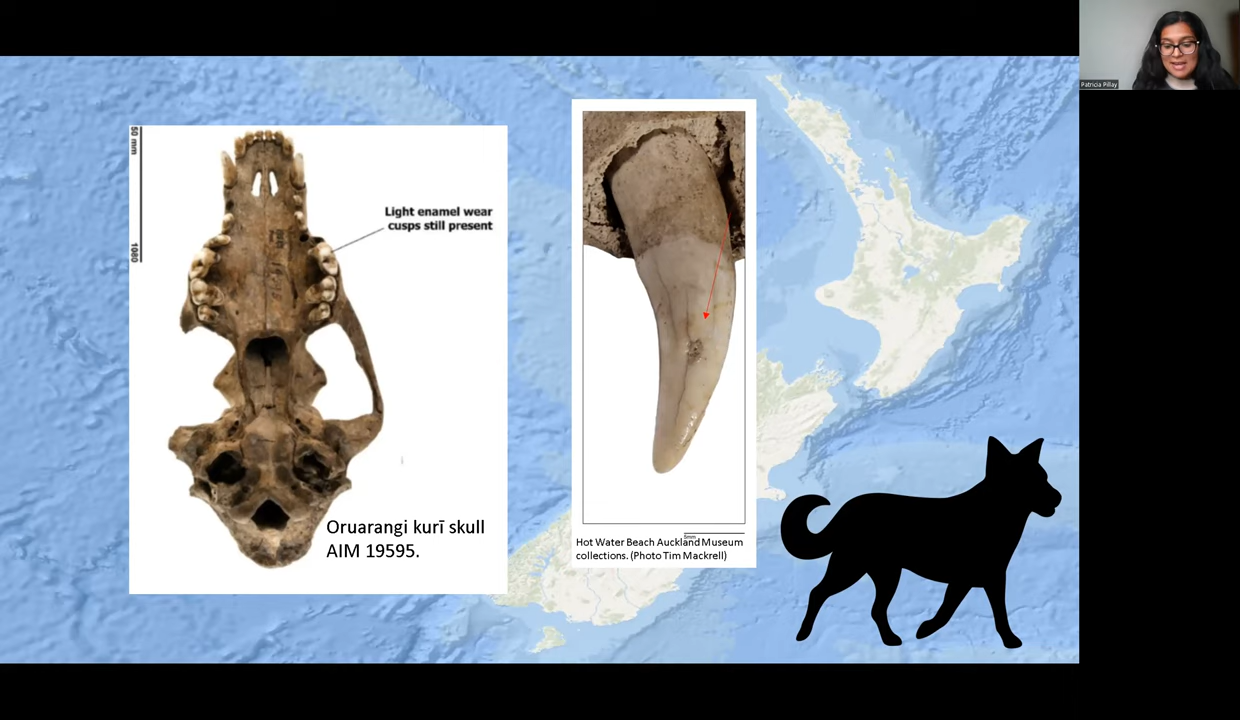 Patricia Pillay
50 mm
1080
Light enamel wear
cusps still present
Oruarangi kurī skull
AIM 19595.
5mm
Hot Water Beach Auckland Museum
collections. (Photo Tim Mackrell)